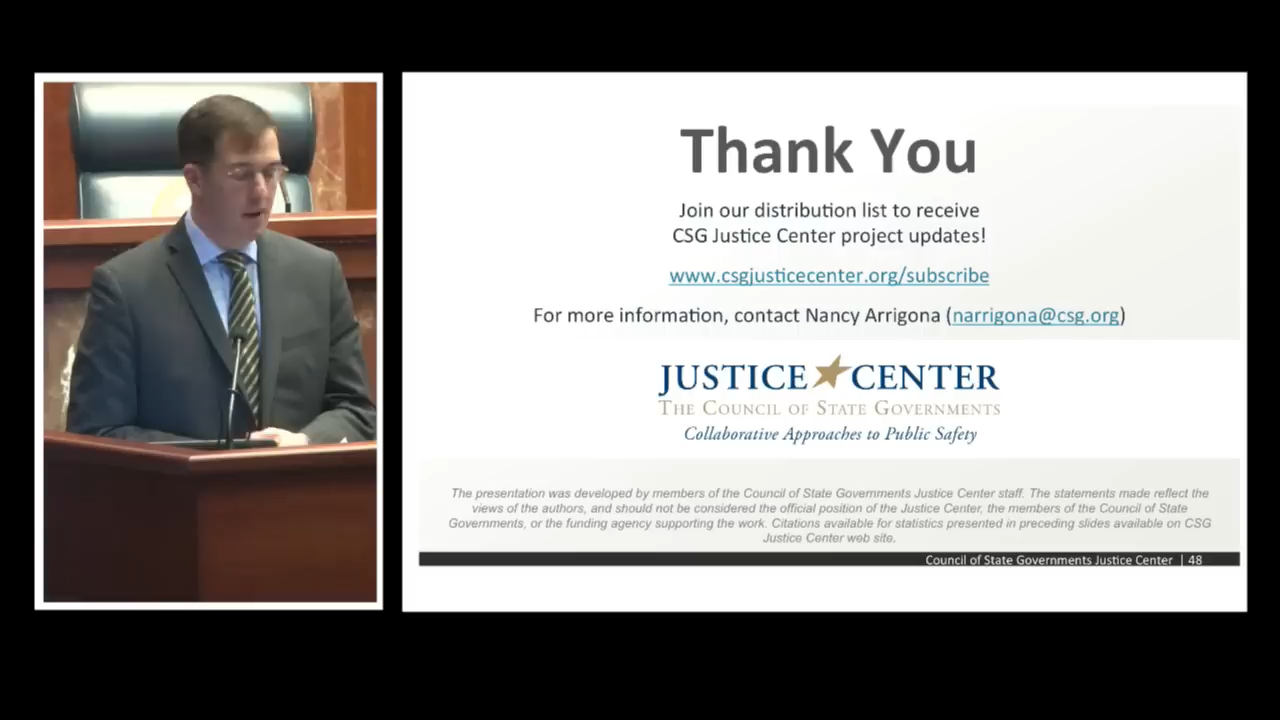 Thank You
Join our distribution list to receive
CSG Justice Center project updates!
www.csgjusticecenter.org/subscribe
For more information, contact Nancy Arrigona (narrigona@csg.org)
JUSTICE CENTER
THE COUNCIL OF STATE GOVERNMENTS
Collaborative Approaches to Public Safety
The presentation was developed by members of the Council of State Governments Justice Center staff. The statements made reflect the
views of the authors, and should not be considered the official position of the Justice Center, the members of the Council of State
Governments, or the funding agency supporting the work. Citations available for statistics presented in preceding slides available on CSG
Justice Center web site.
Council of State Governments Justice Center | 48